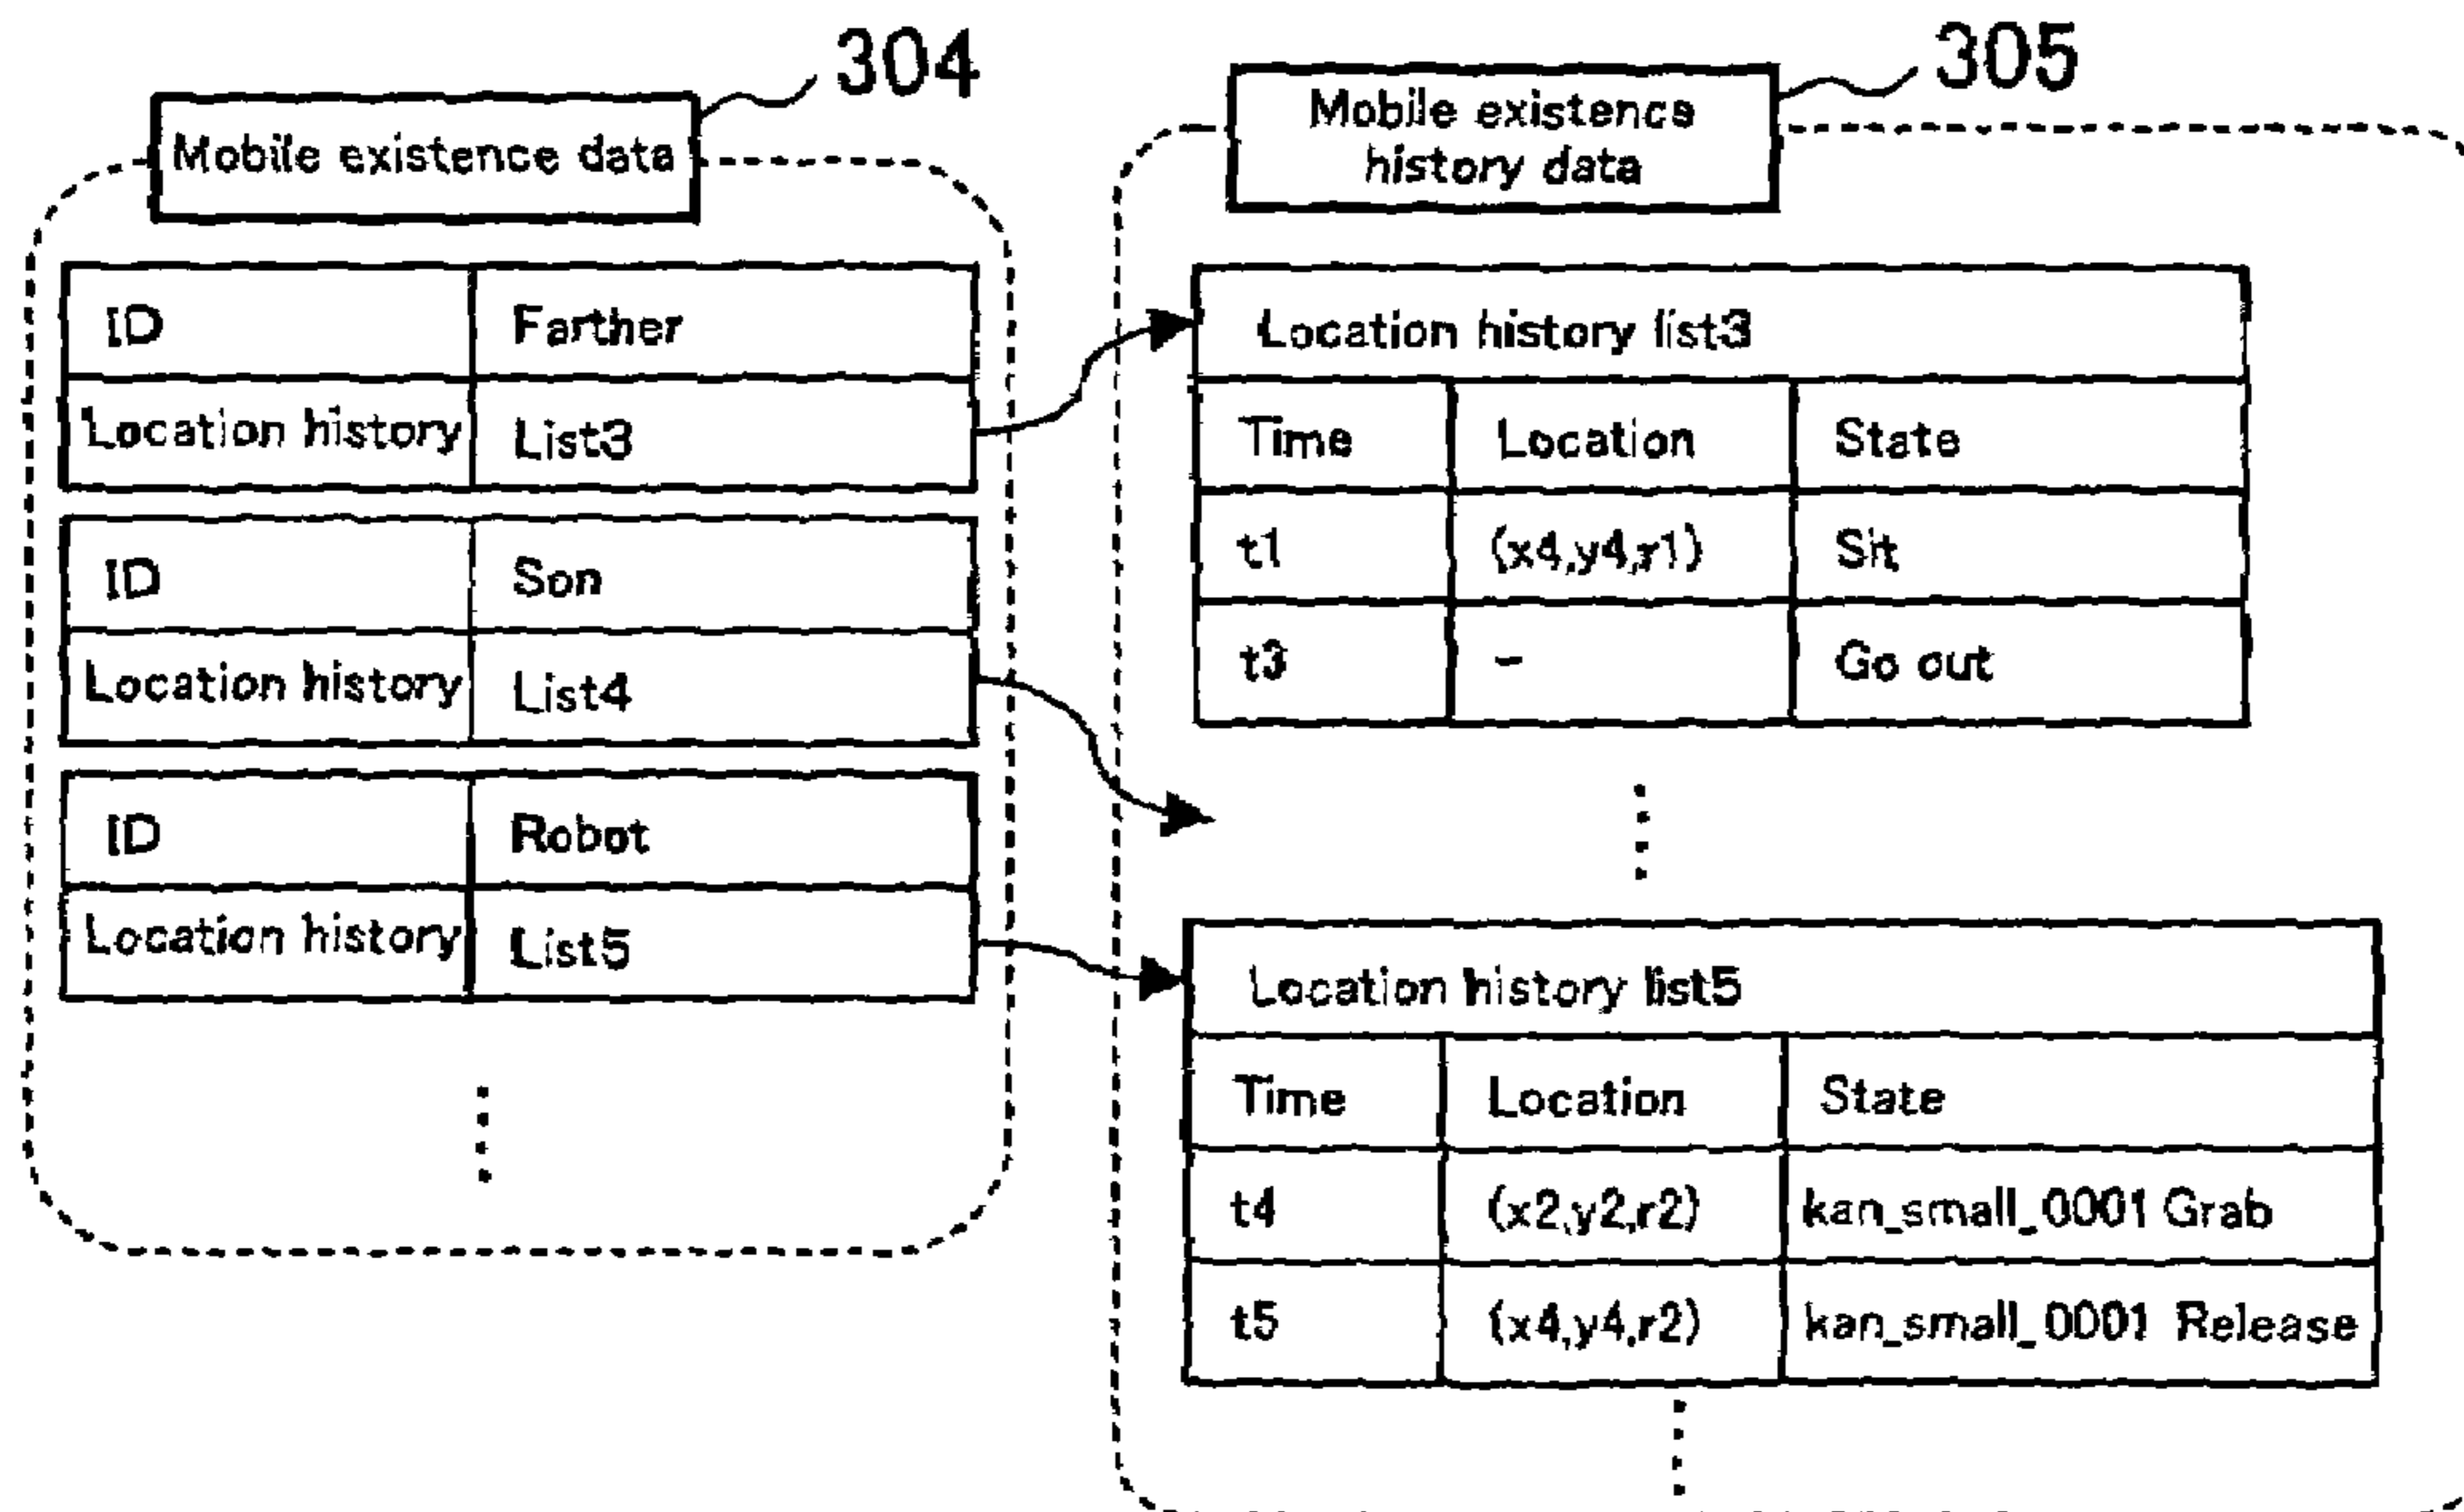 304
Mobile existence data
ID Farther
Location history List3
ID Son
Location history List4
ID Robot
Location history List5
305
Mobile existence
history data
Location history list3
Time Location State
t1 (x4,y4,r1) Sit
t3 - Go out
Location history list5
Time Location State
t4 (x2,y2,r2) kan_small_0001 Grab
t5 (x4,y4,r2) kan_small_0001 Release